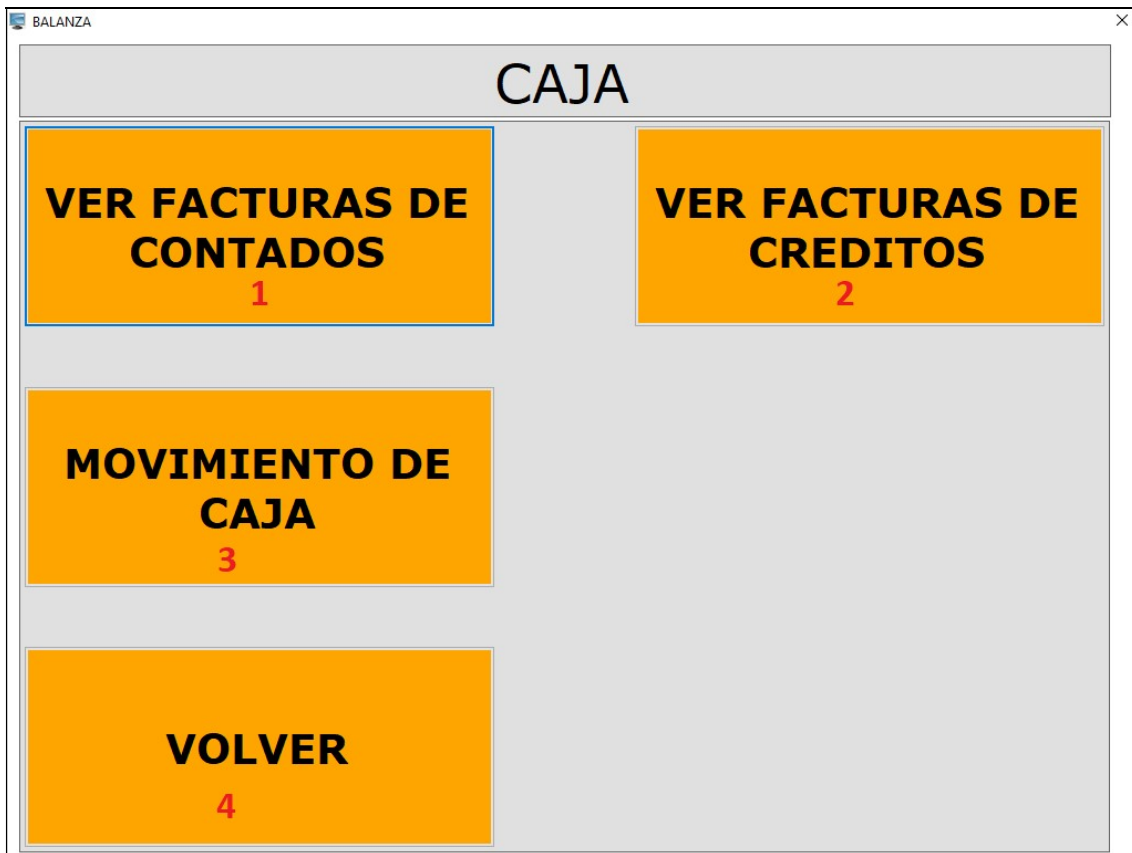 BALANZA
CAJA
VER FACTURAS DE
CONTADOS
1
VER FACTURAS DE
CREDITOS
2
MOVIMIENTO DE
CAJA
3
VOLVER
4